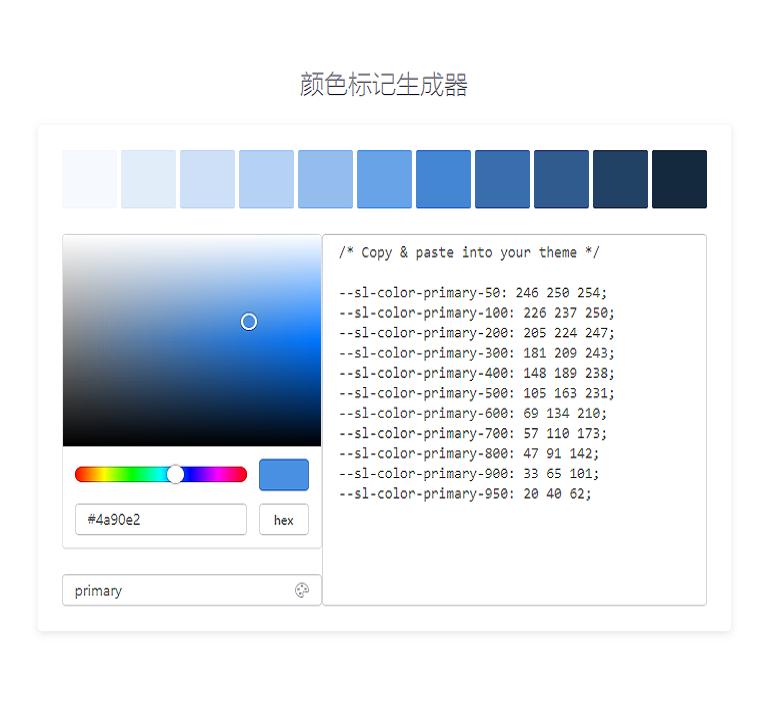 颜色标记生成器
/* Copy & paste into your theme */
--sl-color-primary-50: 246 250 254;
--sl-color-primary-100: 226 237 250;
--sl-color-primary-200: 205 224 247;
--sl-color-primary-300: 181 209 243;
--sl-color-primary-400: 148 189 238;
--sl-color-primary-500: 105 163 231;
--sl-color-primary-600: 69 134 210;
--sl-color-primary-700: 57 110 173;
--sl-color-primary-800: 47 91 142;
--sl-color-primary-900: 33 65 101;
--sl-color-primary-950: 20 40 62;
#4a90e2
hex
primary